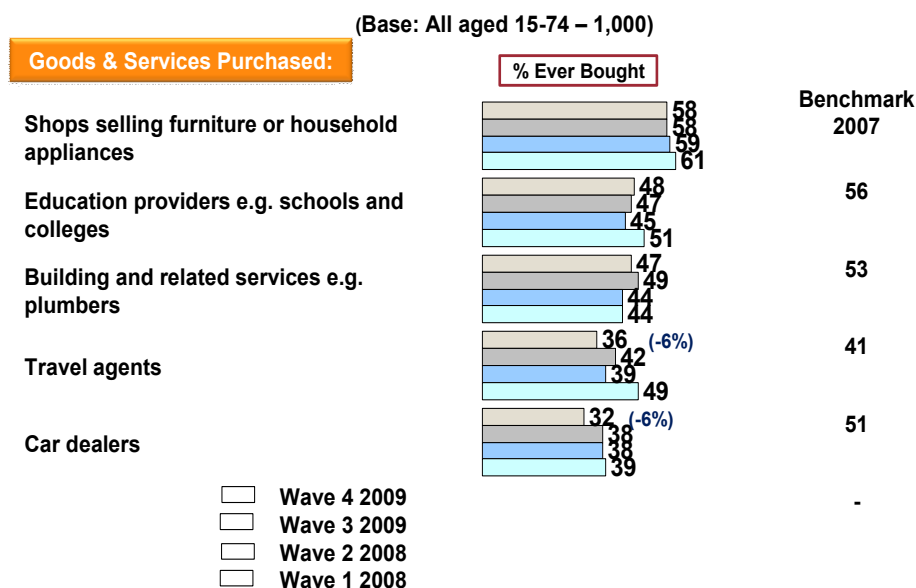 (Base: All aged 15-74 – 1,000)
Goods & Services Purchased:
% Ever Bought
Benchmark
2007
Shops selling furniture or household
appliances
58
58
59
61
Education providers e.g. schools and
colleges
48
47
45
51
56
Building and related services e.g.
plumbers
47
49
44
44
53
Travel agents
36 (-6%)
42
39
49
41
Car dealers
32 (-6%)
38
38
39
51
Wave 4 2009
-
Wave 3 2009
Wave 2 2008
Wave 1 2008